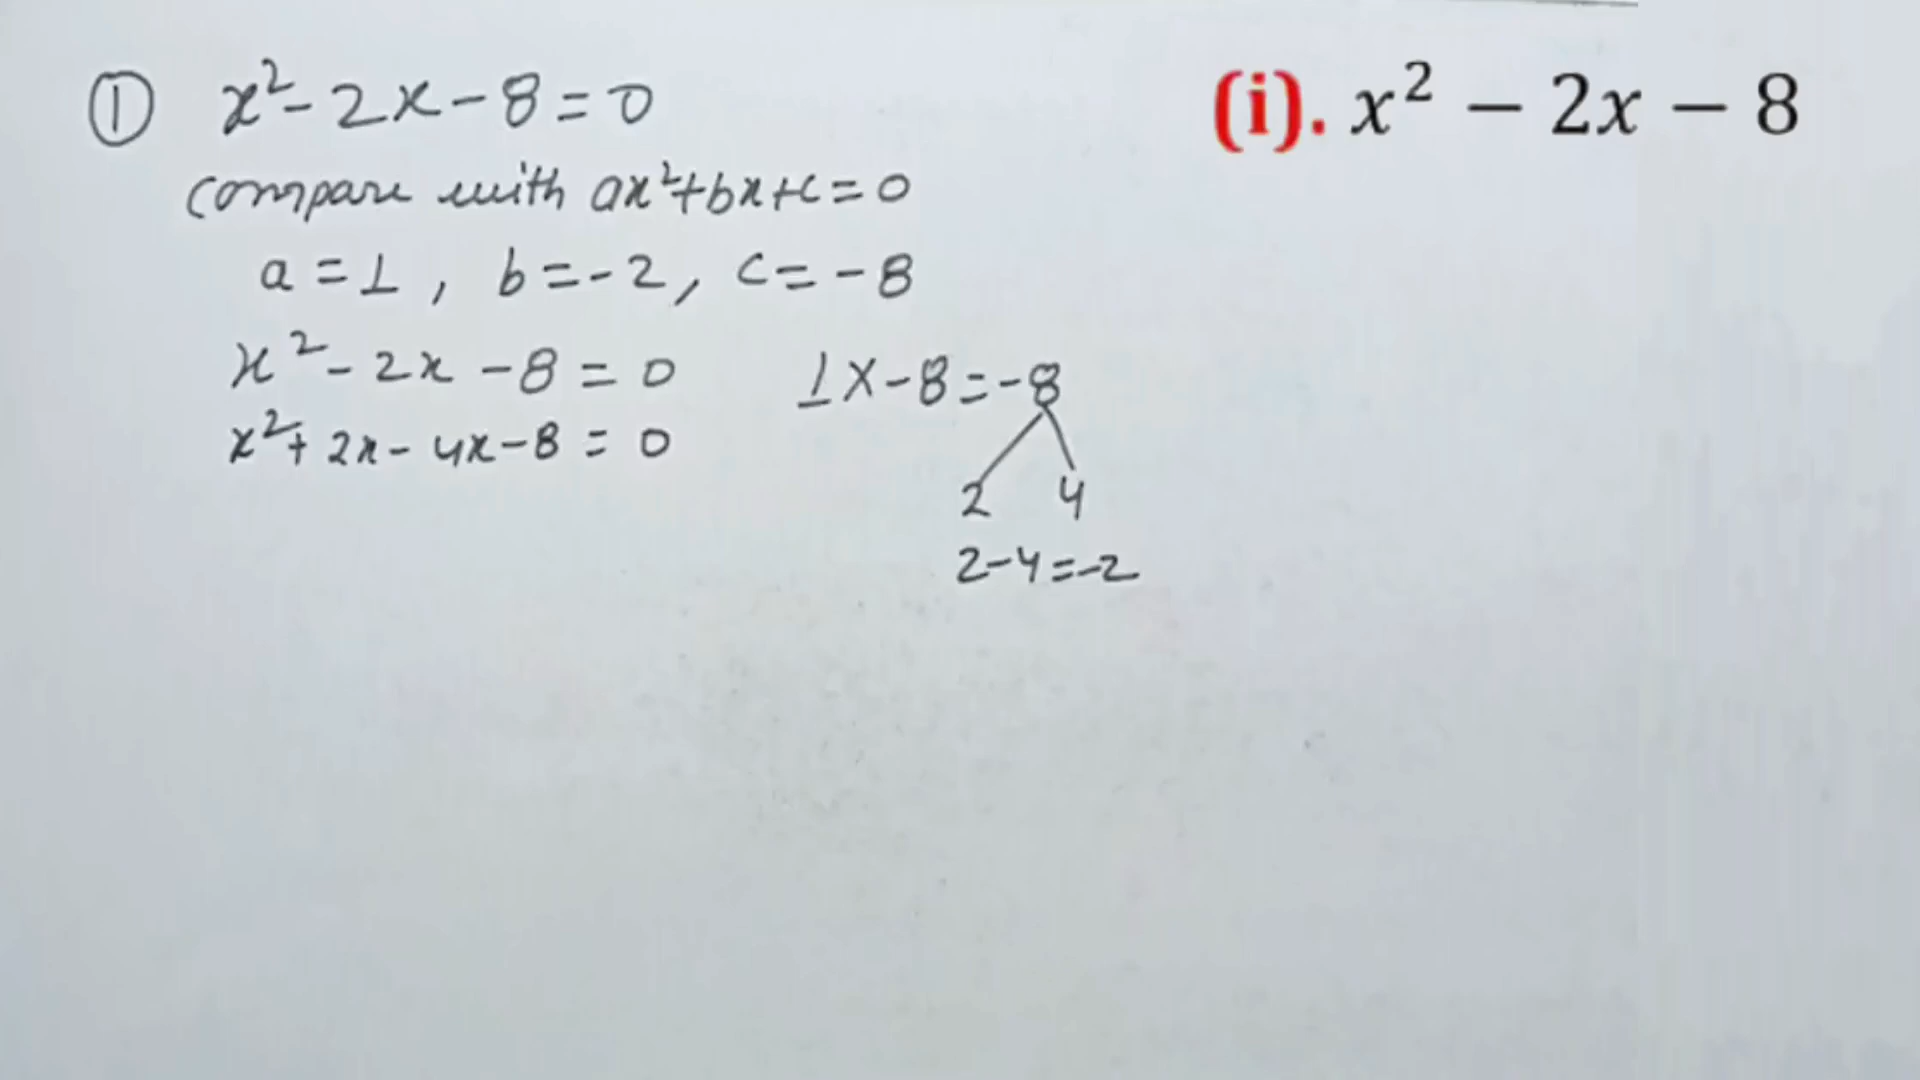 ① x² - 2x - 8 = 0
(i). x² − 2x − 8
compare with ax² + bx + c = 0
a = 1, b = -2, c = -8
x² - 2x - 8 = 0
1 x -8 = -8
x² + 2x - 4x - 8 = 0
2 4
2-4=-2